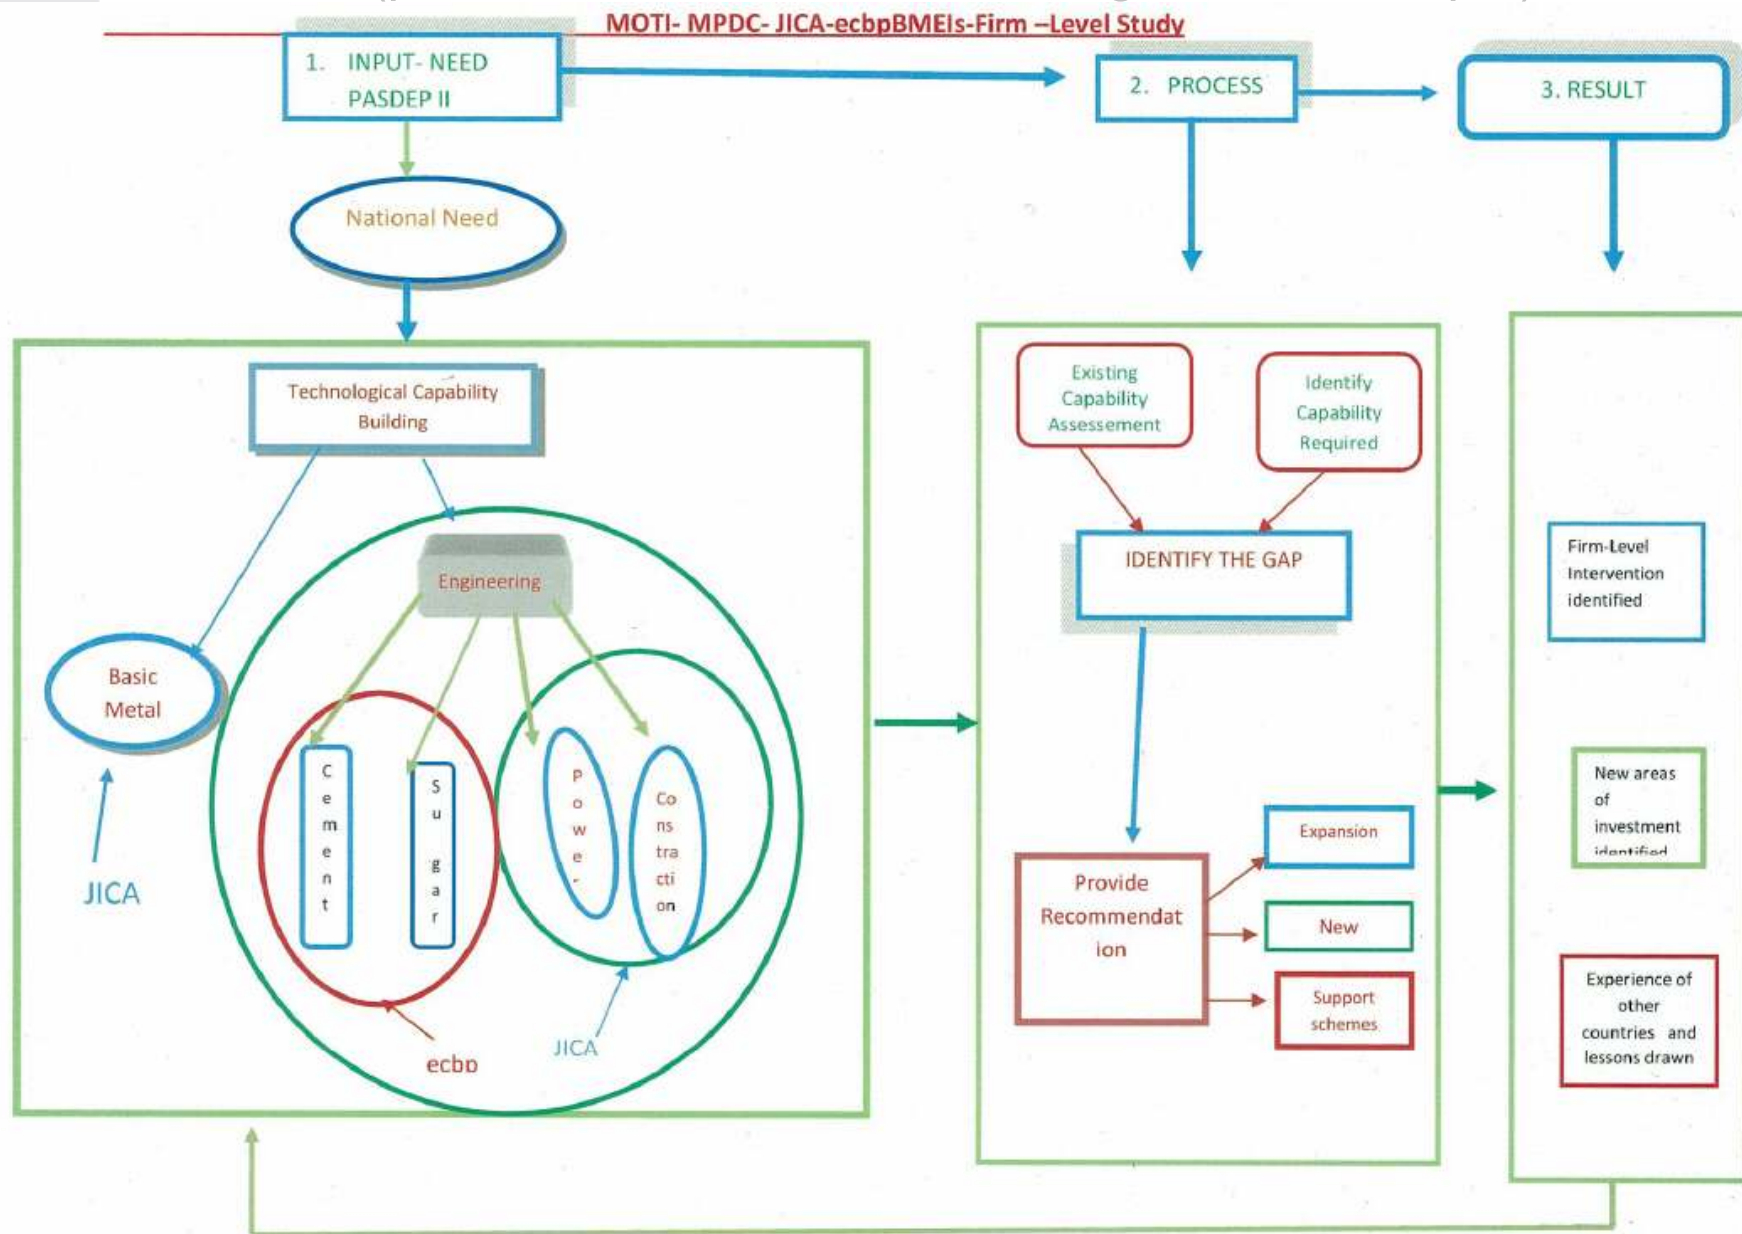 MOTI- MPDC- JICA-ecbpBMEIs-Firm –Level Study
1. INPUT- NEED
PASDEP II
2. PROCESS
3. RESULT
National Need
Technological Capability
Building
Engineering
Basic
Metal
JICA
C
e
m
e
n
t
S
u
g
a
r
P
o
w
e
Co
ns
tra
cti
on
ecbp
JICA
Existing
Capability
Assessement
Identify
Capability
Required
IDENTIFY THE GAP
Provide
Recommendat
ion
Expansion
New
Support
schemes
Firm-Level
Intervention
identified
New areas
of
investment
identified
Experience of
other
countries and
lessons drawn